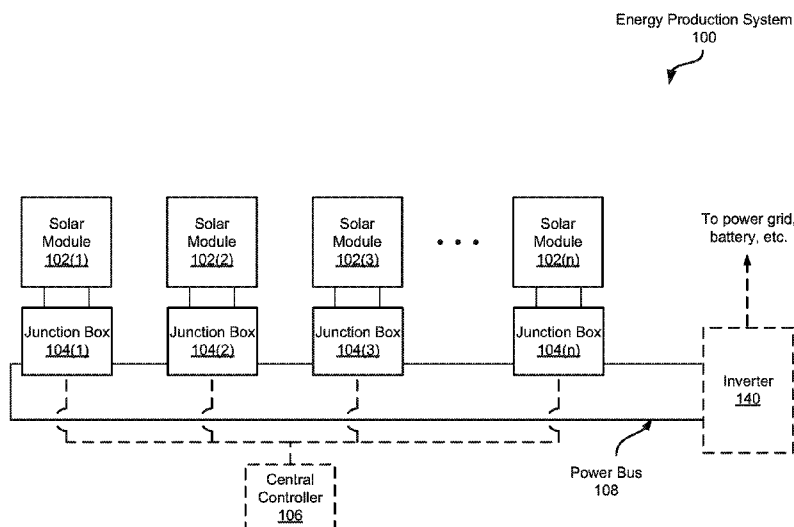 Energy Production System
100
Solar
Module
102(1)
Solar
Module
102(2)
Solar
Module
102(3)
• • •
Solar
Module
102(n)
To power grid,
battery, etc.
Junction Box
104(1)
Junction Box
104(2)
Junction Box
104(3)
Junction Box
104(n)
Inverter
140
Power Bus
108
Central
Controller
106